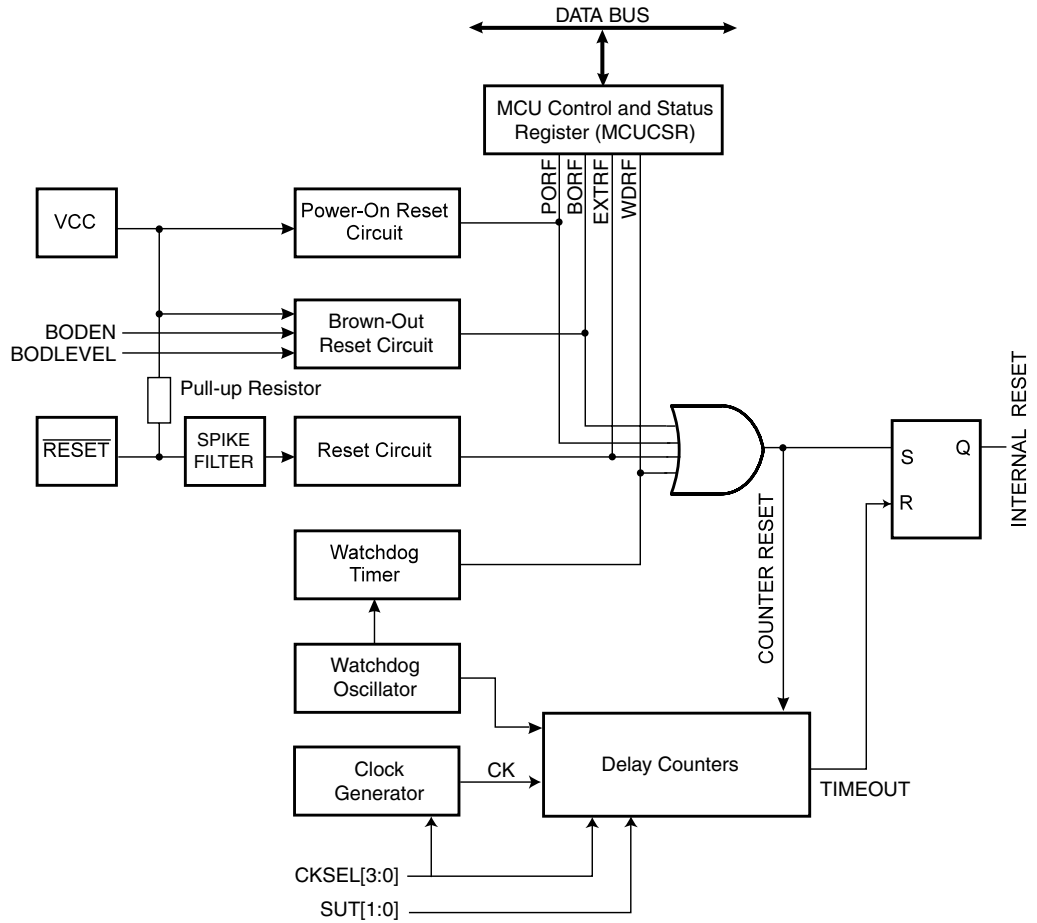 DATA BUS
MCU Control and Status
Register (MCUCSR)
PORF
BORF
EXTRF
WDRF
VCC
Power-On Reset
Circuit
BODEN
BODLEVEL
Brown-Out
Reset Circuit
Pull-up Resistor
RESET
SPIKE
FILTER
Reset Circuit
S
Q
R
INTERNAL RESET
Watchdog
Timer
COUNTER RESET
Watchdog
Oscillator
Clock
Generator
CK
Delay Counters
TIMEOUT
CKSEL[3:0]
SUT[1:0]